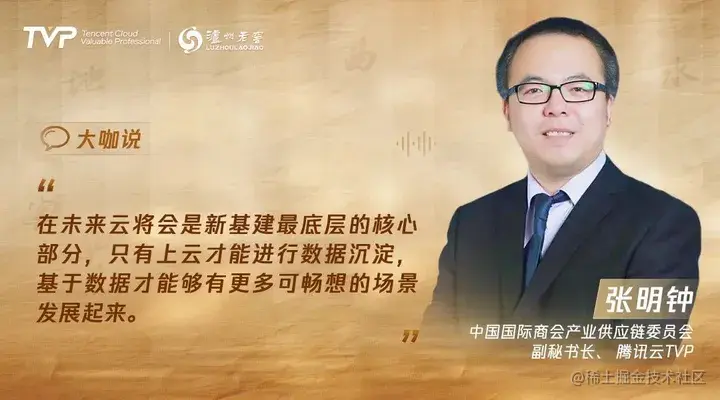 TVP
Tencent Cloud
Valuable Professional
泸州老窖
LUZHOU LAO JIAO
大咖说
在未来云将会是新基建最底层的核心
部分，只有上云才能进行数据沉淀，
基于数据才能够有更多可畅想的场景
发展起来。
张明钟
中国国际商会产业供应链委员会
副秘书长、腾讯云TVP
@稀土掘金技术社区